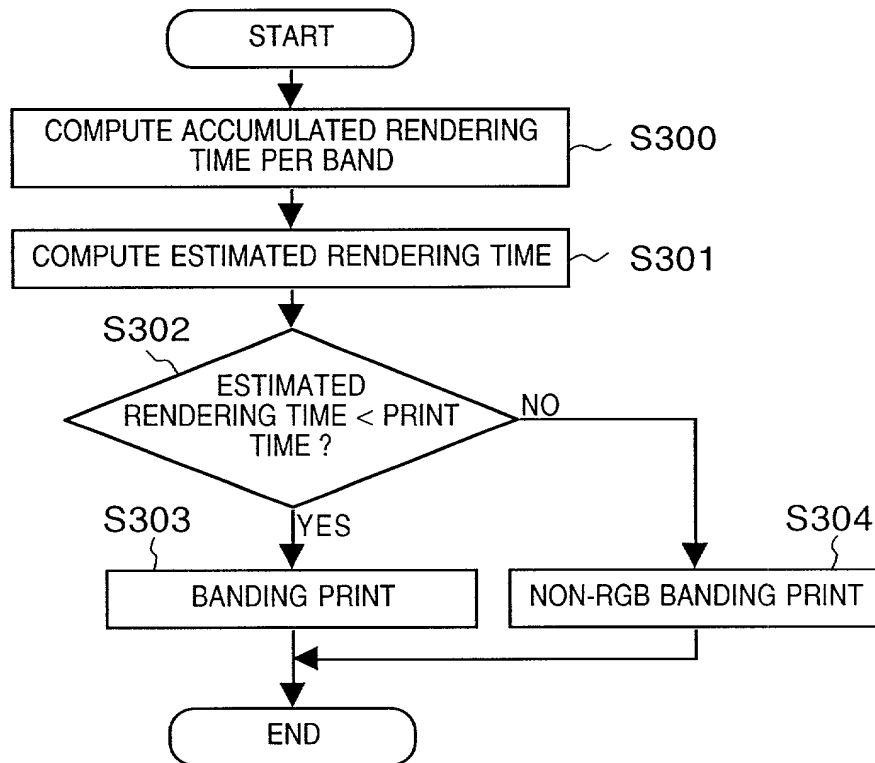 START
COMPUTE ACCUMULATED RENDERING
TIME PER BAND
S300
COMPUTE ESTIMATED RENDERING TIME
S301
S302
ESTIMATED
RENDERING TIME < PRINT
TIME ?
NO
YES
S303
BANDING PRINT
S304
NON-RGB BANDING PRINT
END